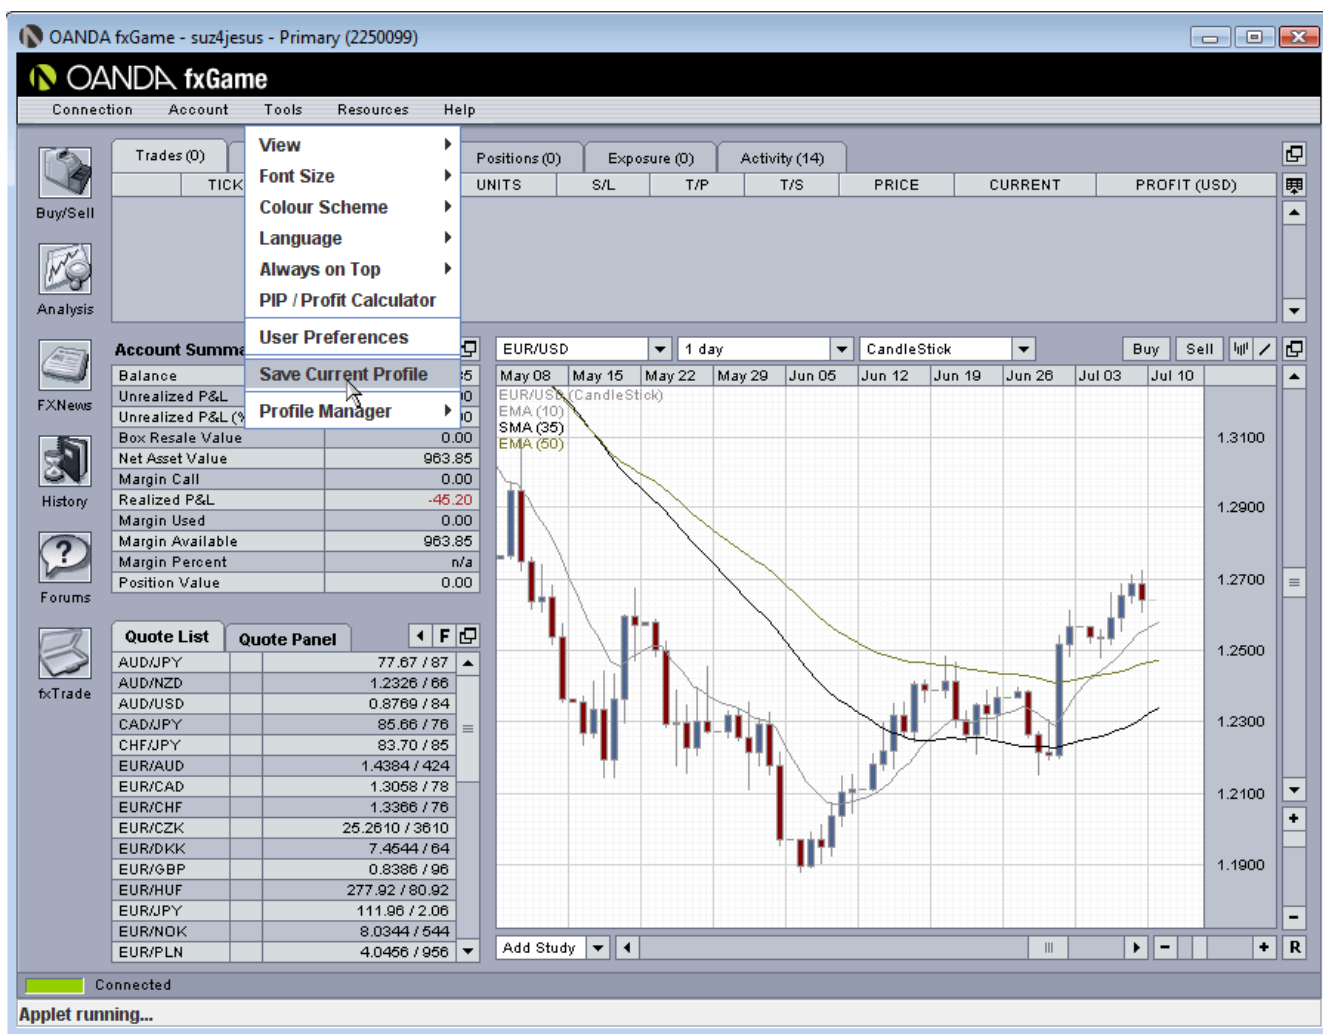 OANDA fxGame - suz4jesus - Primary (2250099)
OANDA fxGame
Connection Account Tools Resources Help
Trades (0) Positions (0) Exposure (0) Activity (14)
TICK UNITS S/L T/P T/S PRICE CURRENT PROFIT (USD)
View
Font Size
Colour Scheme
Language
Always on Top
PIP / Profit Calculator
User Preferences
Save Current Profile
Profile Manager
Buy/Sell
Analysis
FXNews
History
Forums
fxTrade
Account Summa
Balance 5
Unrealized P&L 0
Unrealized P&L (% 0
Box Resale Value 0.00
Net Asset Value 963.85
Margin Call 0.00
Realized P&L -45.20
Margin Used 0.00
Margin Available 963.85
Margin Percent n/a
Position Value 0.00
Quote List Quote Panel F
AUD/JPY 77.67 / 87
AUD/NZD 1.2326 / 66
AUD/USD 0.8769 / 84
CAD/JPY 85.66 / 76
CHF/JPY 83.70 / 85
EUR/AUD 1.4384 / 424
EUR/CAD 1.3058 / 78
EUR/CHF 1.3366 / 76
EUR/CZK 25.2610 / 3610
EUR/DKK 7.4544 / 64
EUR/GBP 0.8386 / 96
EUR/HUF 277.92 / 80.92
EUR/JPY 111.96 / 2.06
EUR/NOK 8.0344 / 544
EUR/PLN 4.0456 / 956
EUR/USD 1 day CandleStick Buy Sell
May 08 May 15 May 22 May 29 Jun 05 Jun 12 Jun 19 Jun 26 Jul 03 Jul 10
EUR/USD (CandleStick)
EMA (10)
SMA (35)
EMA (50)
1.3100
1.2900
1.2700
1.2500
1.2300
1.2100
1.1900
Add Study R
Connected
Applet running...